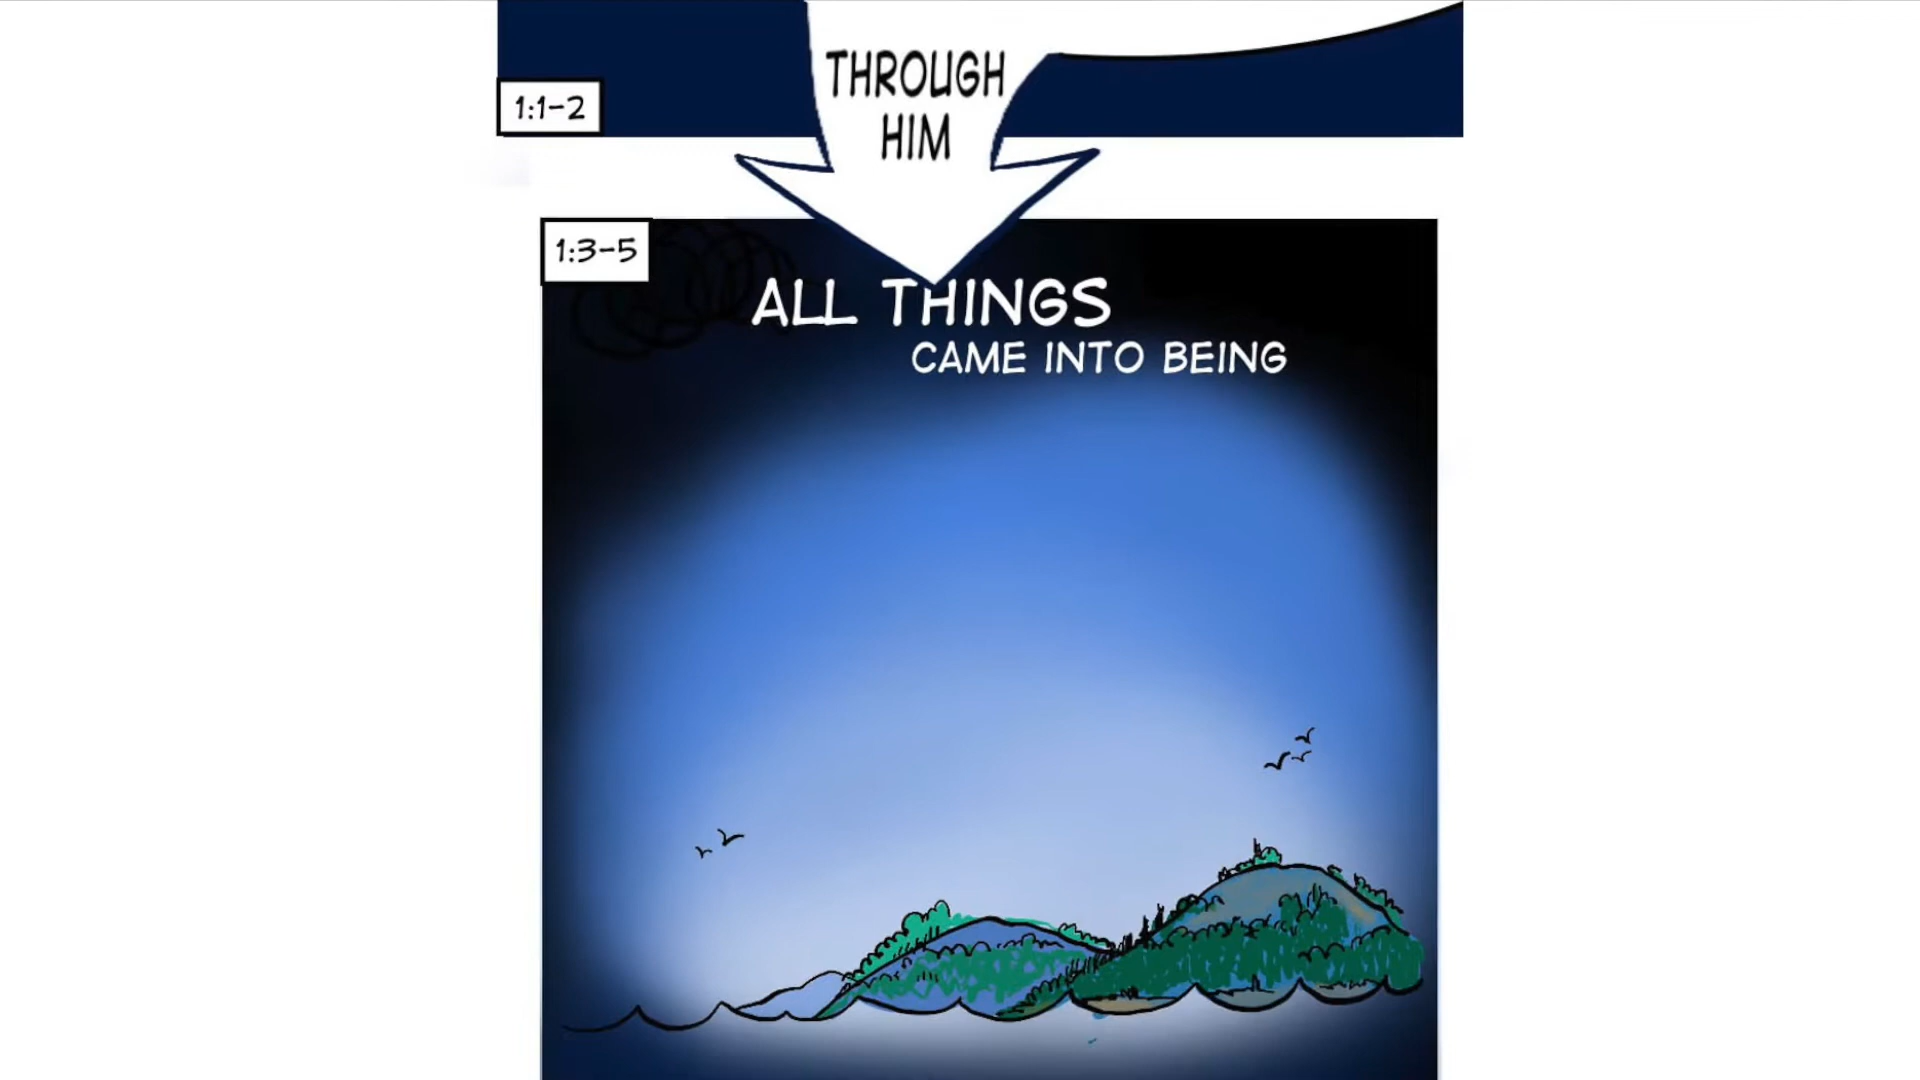 THROUGH
HIM
1:1-2
1:3-5
ALL THINGS
CAME INTO BEING